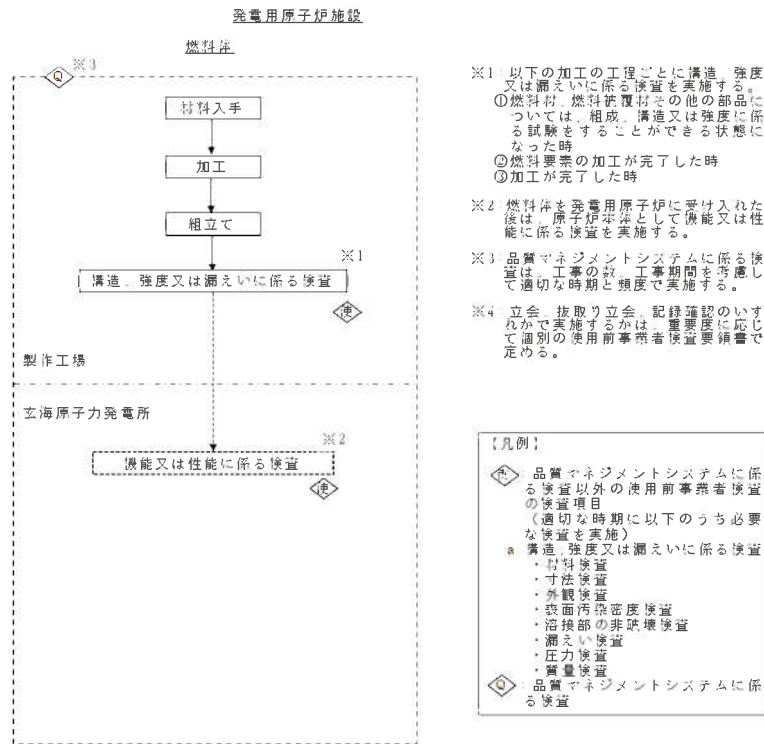 発電用原子炉施設
燃料体
Q
※3
材料入手
加工
組立て
※1
構造、強度又は漏えいに係る検査
使
製作工場
玄海原子力発電所
※2
機能又は性能に係る検査
使
※1 以下の加工の工程ごとに構造、強度
又は漏えいに係る検査を実施する。
①燃料材、燃料被覆材その他の部品に
ついては、組成、構造又は強度に係
る試験をすることができる状態に
なった時
②燃料要素の加工が完了した時
③加工が完了した時
※2 燃料体を発電用原子炉に受け入れた
後は、原子炉本体として機能又は性
能に係る検査を実施する。
※3 品質マネジメントシステムに係る検
査は、工事の数、工事期間を考慮し
て適切な時期と頻度で実施する。
※4 立会、抜取り立会、記録確認のいず
れかで実施するかは、重要度に応じ
て個別の使用前事業者検査要領書で
定める。
【凡例】
使:品質マネジメントシステムに係
る検査以外の使用前事業者検査
の検査項目
(適切な時期に以下のうち必要
な検査を実施)
a 構造、強度又は漏えいに係る検査
・材料検査
・寸法検査
・外観検査
・表面汚染密度検査
・溶接部の非破壊検査
・漏えい検査
・圧力検査
・質量検査
Q:品質マネジメントシステムに係
る検査